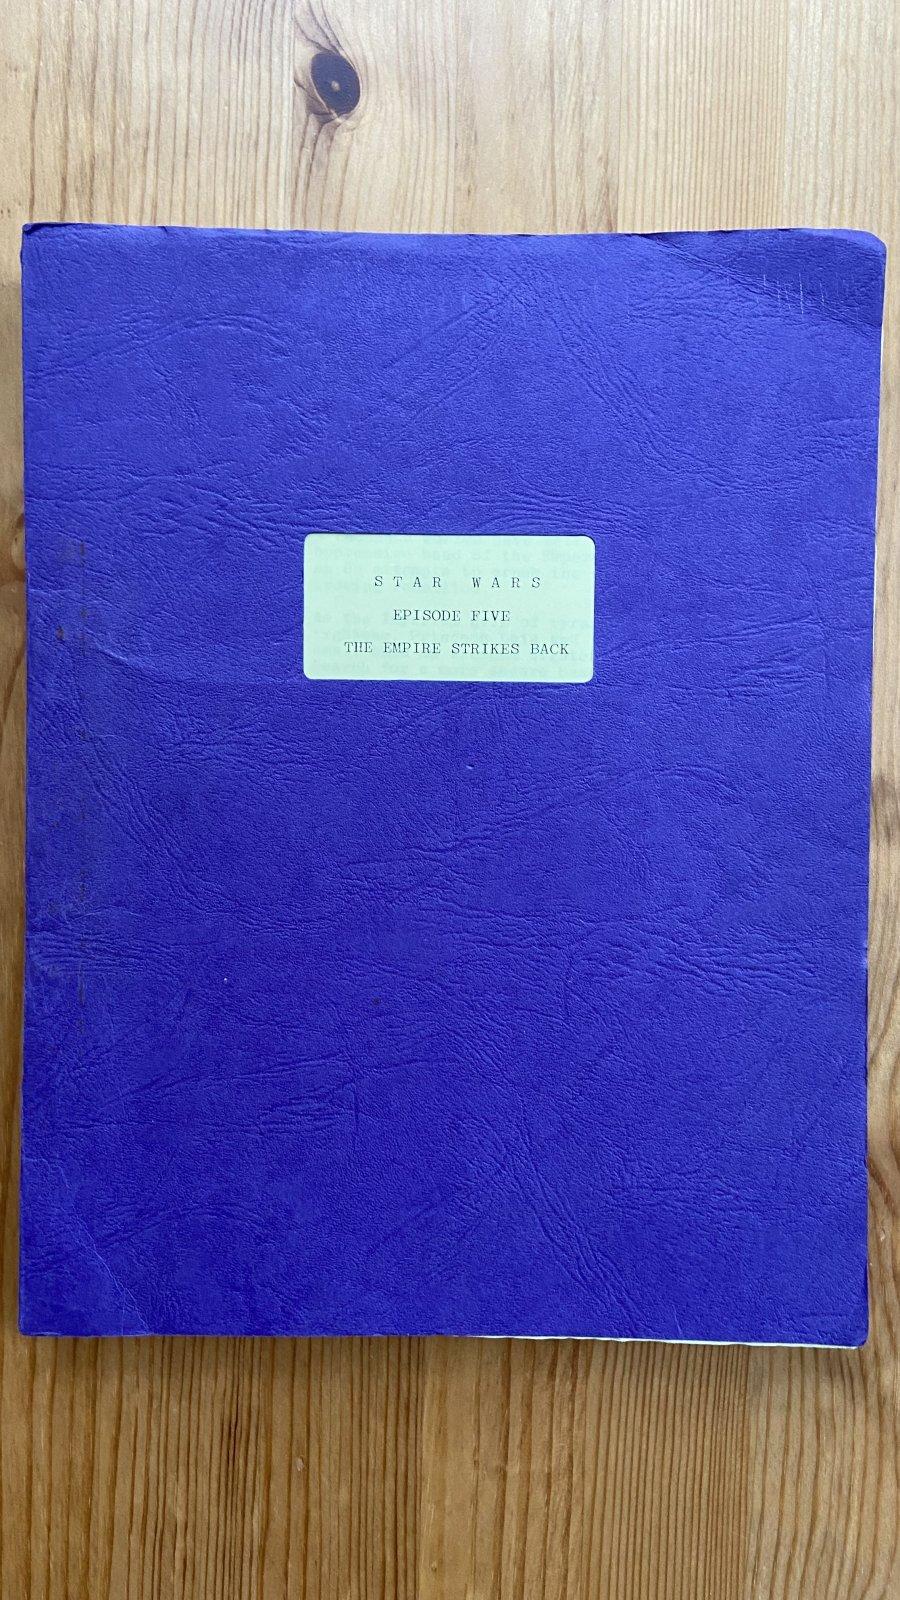 STAR WARS
EPISODE FIVE
THE EMPIRE STRIKES BACK